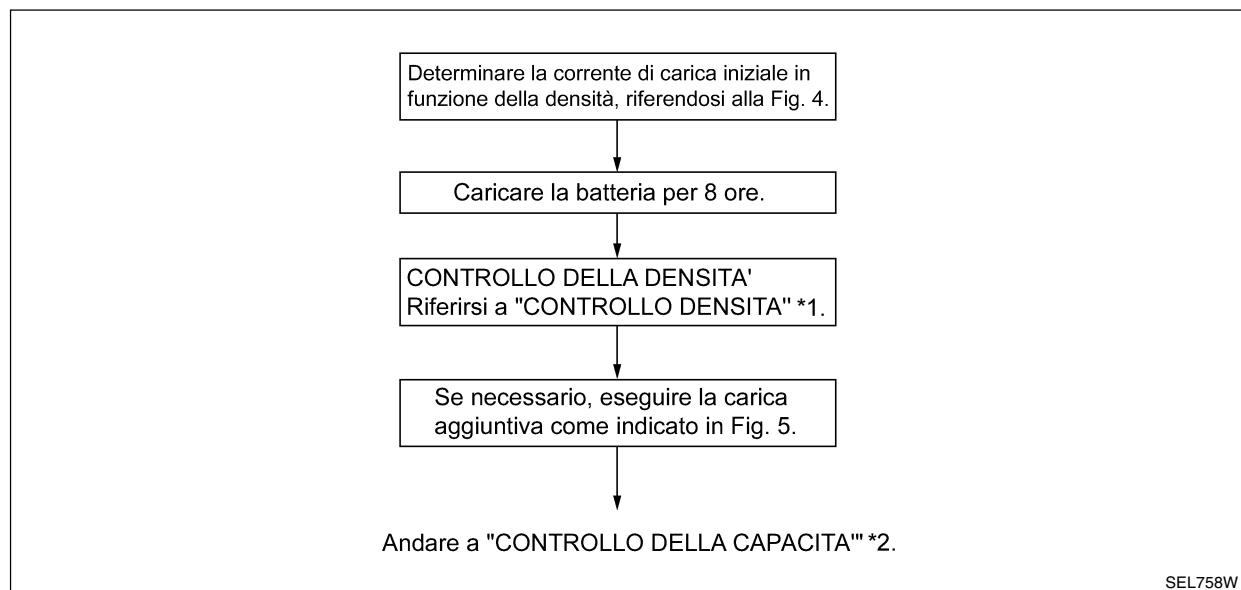 Determinare la corrente di carica iniziale in
funzione della densità, riferendosi alla Fig. 4.
Caricare la batteria per 8 ore.
CONTROLLO DELLA DENSITA'
Riferirsi a "CONTROLLO DENSITA'' *1.
Se necessario, eseguire la carica
aggiuntiva come indicato in Fig. 5.
Andare a "CONTROLLO DELLA CAPACITA'" *2.
SEL758W